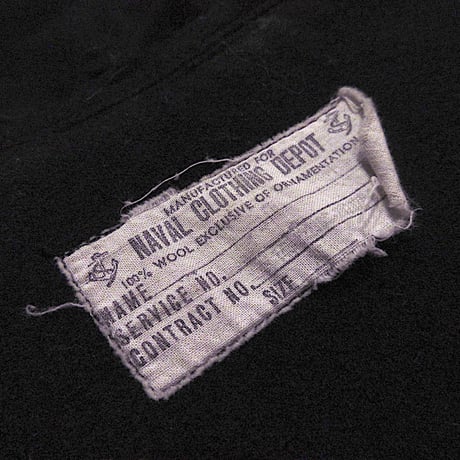 MANUFACTURED FOR
NAVAL CLOTHING DEPOT
100% WOOL EXCLUSIVE OF ORNAMENTATION
NAME
SERVICE NO.
CONTRACT NO. SIZE